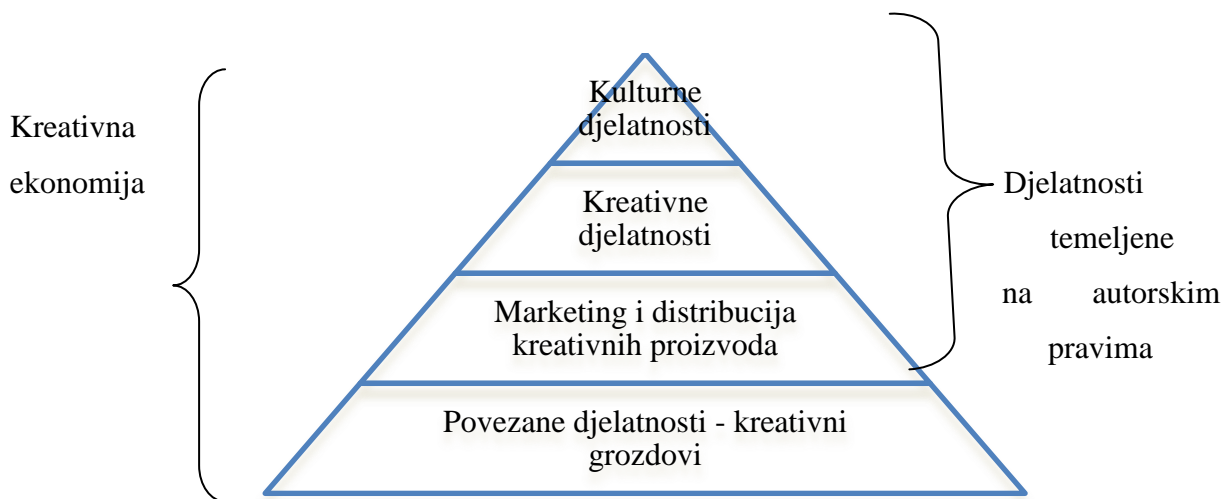 Kreativna
ekonomija
Kulturne
djelatnosti
Kreativne
djelatnosti
Marketing i distribucija
kreativnih proizvoda
Povezane djelatnosti - kreativni
grozdovi
Djelatnosti
temeljene
na autorskim
pravima